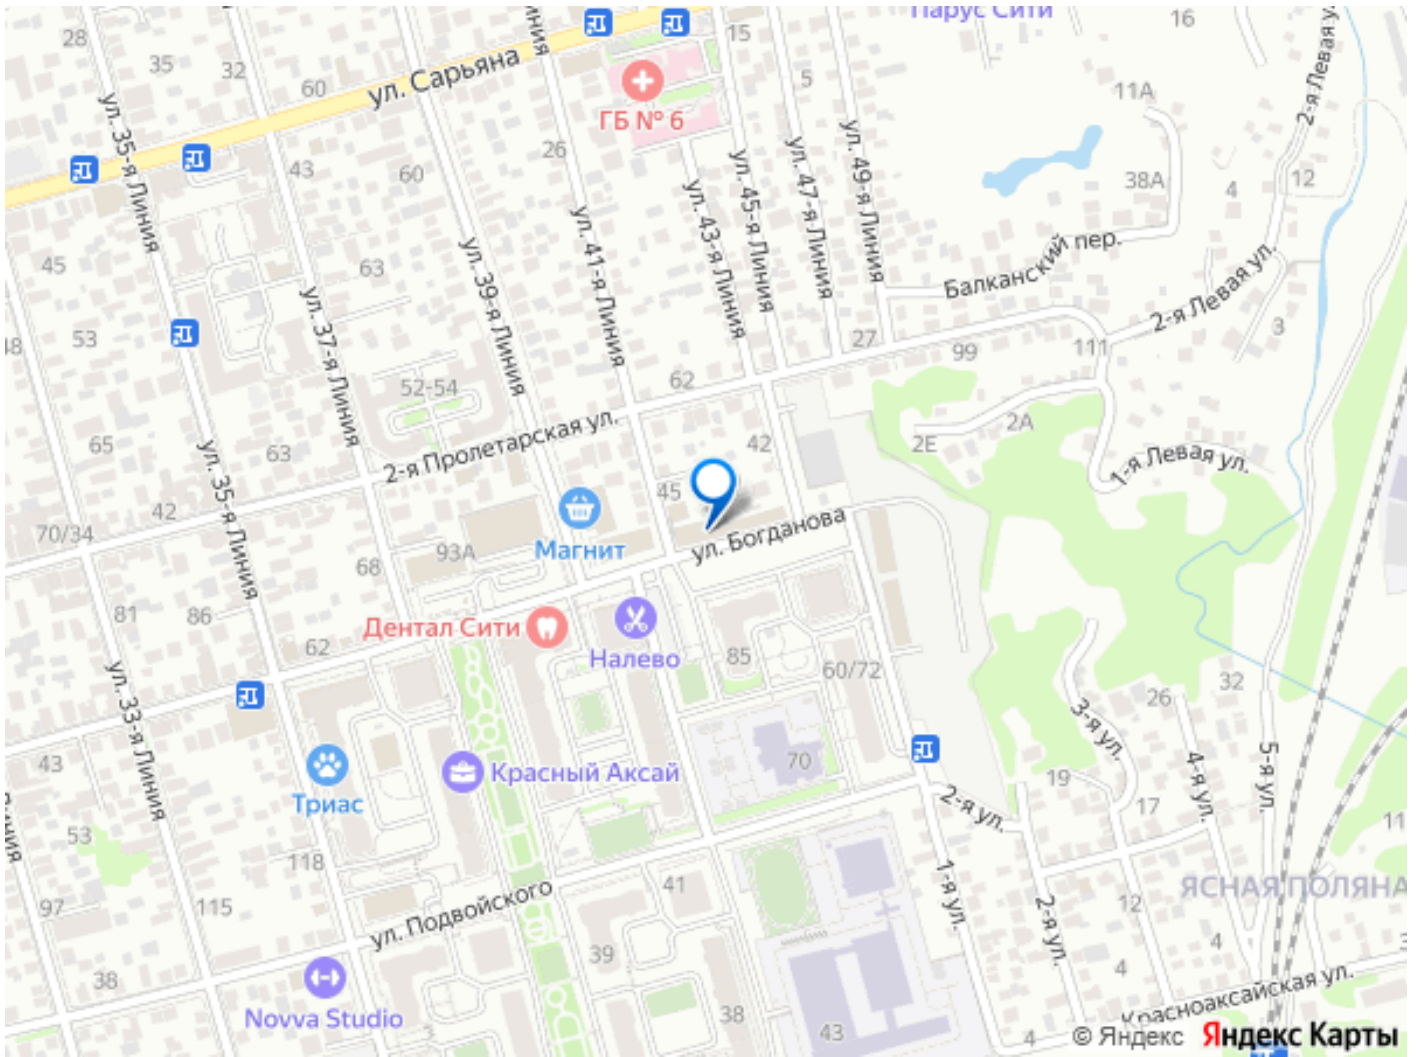 Парус Сити
16
28
35
32
60
ул. Сарьяна
15
5
ГБ № 6
11А
2-я Левая ул.
ул. 35-я Линия
43
60
26
ул. 45-я Линия
ул. 47-я Линия
ул. 49-я Линия
38А
4
12
ул. 43-я Линия
ул. 41-я Линия
ул. 39-я Линия
45
63
Балканский пер.
2-я Левая ул.
ул. 37-я Линия
53
48
27
99
111
3
52-54
62
2-я Пролетарская ул.
65
63
42
2Е
2А
1-я Левая ул.
ул. 35-я Линия
45
42
70/34
93А
Магнит
ул. Богданова
68
81
86
62
Дентал Сити
Налево
85
60/72
ул. 33-я Линия
26
32
3-я ул.
43
70
Красный Аксай
Триас
19
17
4-я ул.
5-я ул.
2-я ул.
53
Линия
118
11
41
1-я ул.
ЯСНАЯ ПОЛЯНА
97
115
ул. Подвойского
12
2-я ул.
39
4
4
38
Novva Studio
38
43
4
Красноаксайская ул.
© Яндекс Яндекс Карты